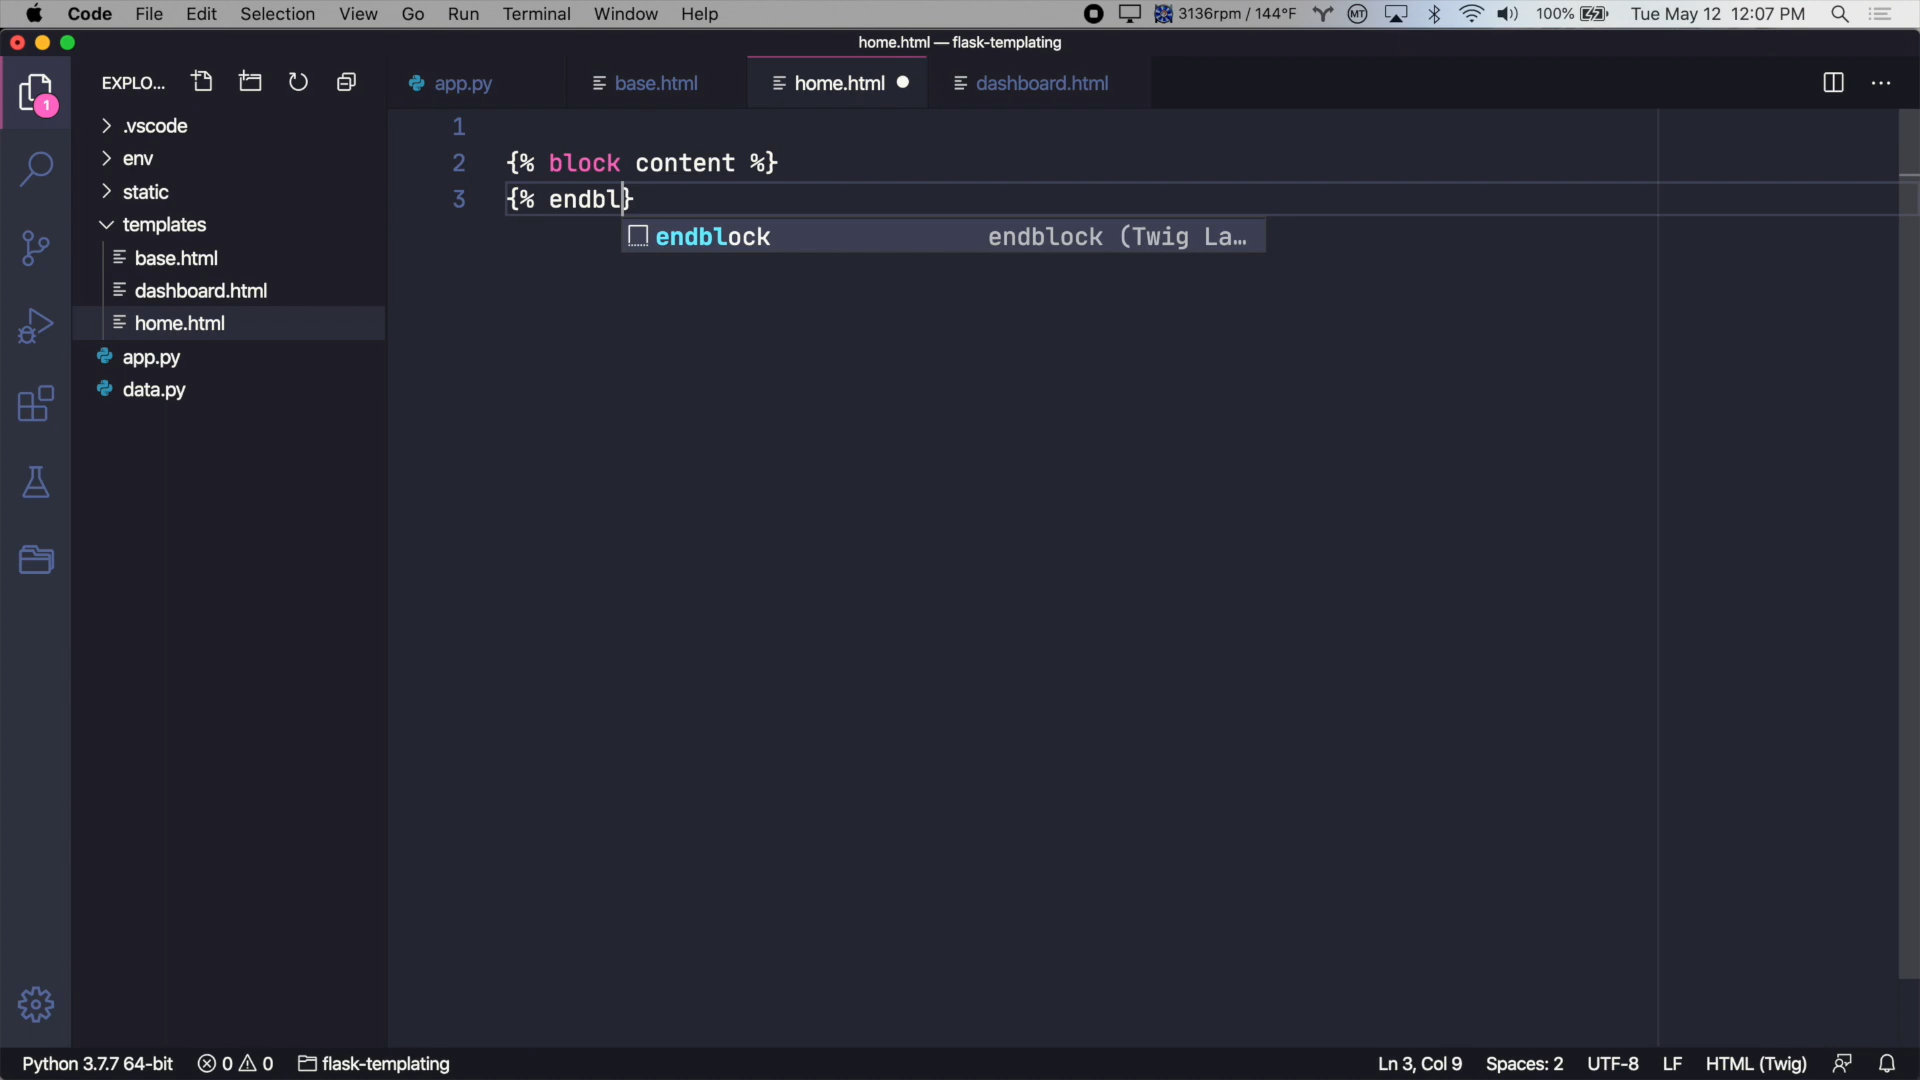 Code File Edit Selection View Go Run Terminal Window Help 3136rpm / 144°F MT 100% Tue May 12 12:07 PM
home.html — flask-templating
EXPLO... app.py base.html home.html dashboard.html
1
.vscode
env
static
templates
base.html
dashboard.html
home.html
app.py
data.py
1
2 {% block content %}
3 {% endbl}
endblock endblock (Twig La...
Python 3.7.7 64-bit 0 0 flask-templating Ln 3, Col 9 Spaces: 2 UTF-8 LF HTML (Twig)